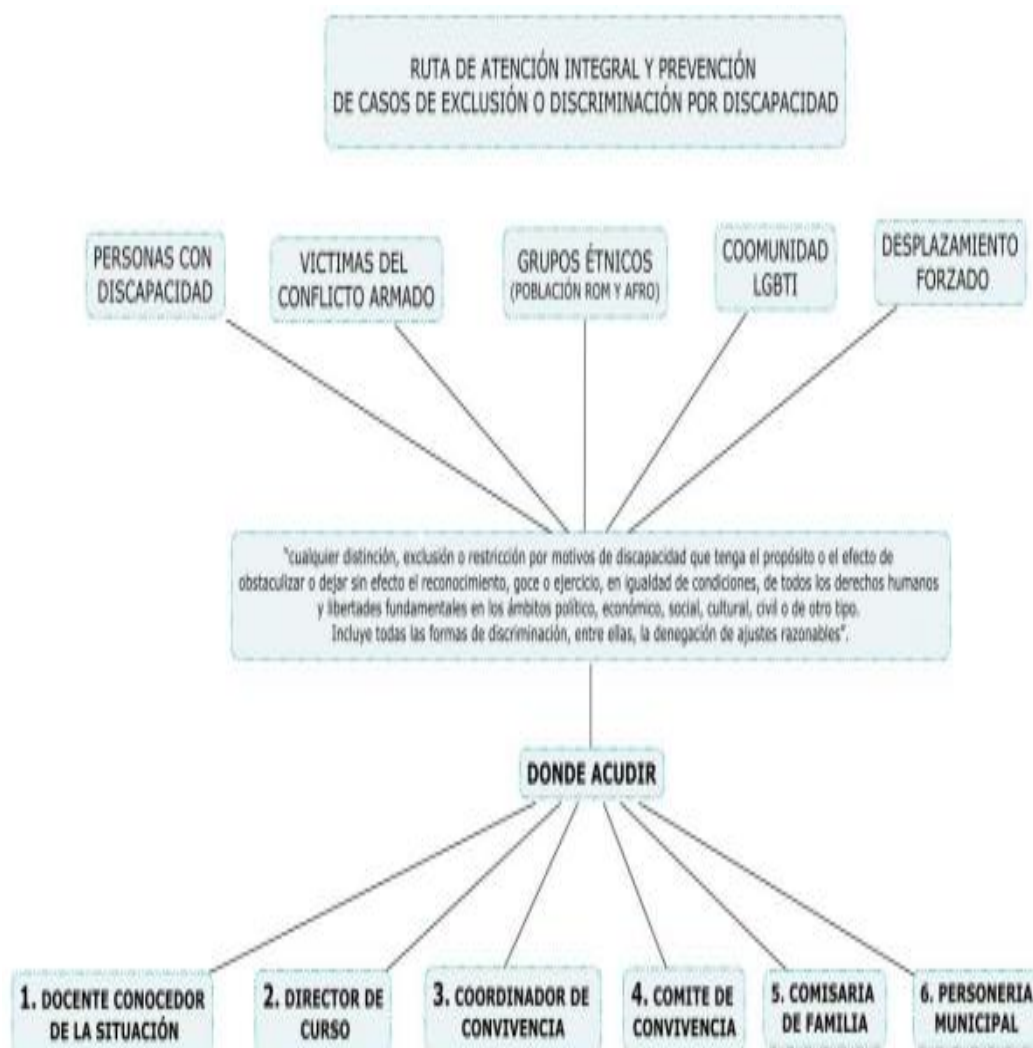 RUTA DE ATENCIÓN INTEGRAL Y PREVENCIÓN
DE CASOS DE EXCLUSIÓN O DISCRIMINACIÓN POR DISCAPACIDAD
PERSONAS CON
DISCAPACIDAD
VICTIMAS DEL
CONFLICTO ARMADO
GRUPOS ÉTNICOS
(POBLACIÓN ROM Y AFRO)
COOMUNIDAD
LGBTI
DESPLAZAMIENTO
FORZADO
"cualquier distinción, exclusión o restricción por motivos de discapacidad que tenga el propósito o el efecto de
obstaculizar o dejar sin efecto el reconocimiento, goce o ejercicio, en igualdad de condiciones, de todos los derechos humanos
y libertades fundamentales en los ámbitos político, económico, social, cultural, civil o de otro tipo.
Incluye todas las formas de discriminación, entre ellas, la denegación de ajustes razonables".
DONDE ACUDIR
1. DOCENTE CONOCEDOR
DE LA SITUACIÓN
2. DIRECTOR DE
CURSO
3. COORDINADOR DE
CONVIVENCIA
4. COMITE DE
CONVIVENCIA
5. COMISARIA
DE FAMILIA
6. PERSONERIA
MUNICIPAL